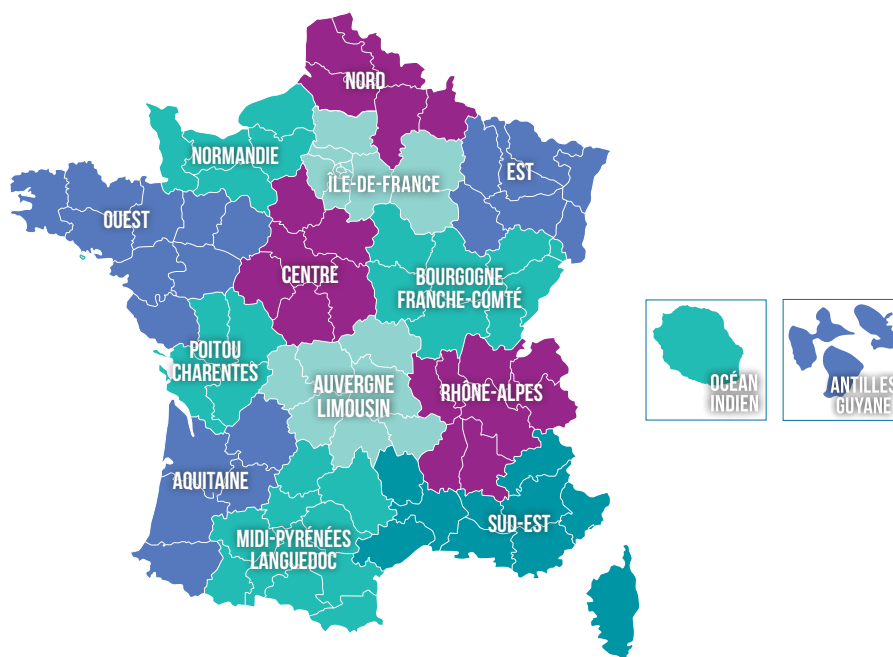 NORD
NORMANDIE
ÎLE-DE-FRANCE
EST
OUEST
CENTRE
BOURGOGNE
FRANCHE-COMTÉ
POITOU
CHARENTES
AUVERGNE
LIMOUSIN
RHÔNE-ALPES
OCÉAN
INDIEN
ANTILLES
GUYANE
AQUITAINE
SUD-EST
MIDI-PYRÉNÉES
LANGUEDOC